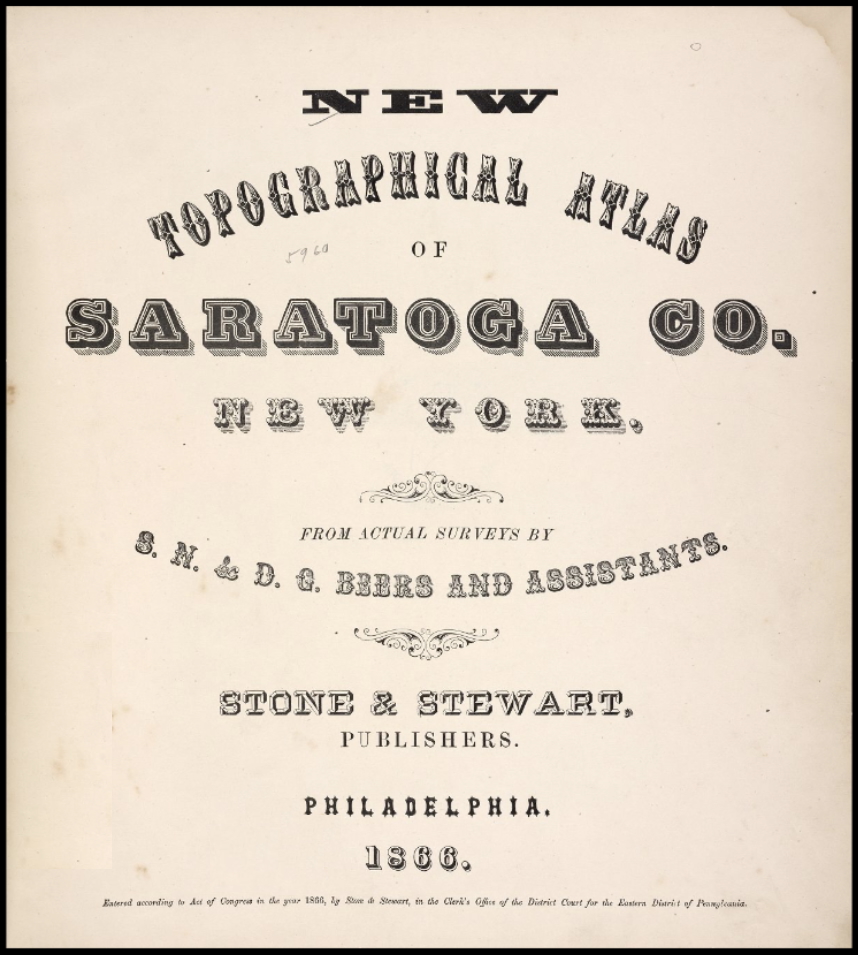 NEW
TOPOGRAPHICAL ATLAS
OF
5960
SARATOGA CO.
NEW YORK.
FROM ACTUAL SURVEYS BY
S. N. & D. G. BEERS AND ASSISTANTS.
STONE & STEWART,
PUBLISHERS.
PHILADELPHIA.
1866.
Entered according to Act of Congress in the year 1866, by Stone & Stewart, in the Clerk's Office of the District Court for the Eastern District of Pennsylvania.